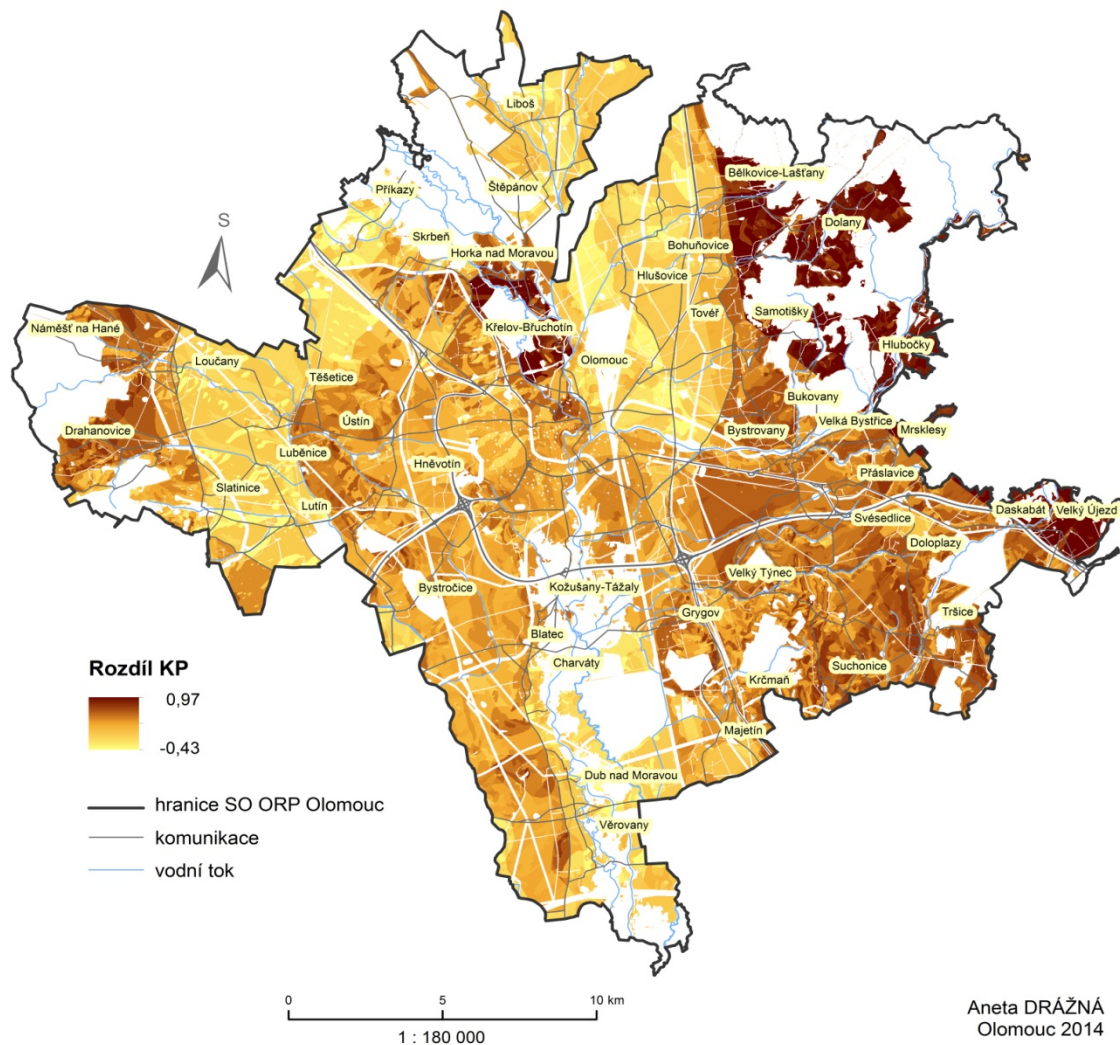 Liboš
Štěpánov
Příkazy
Bělkovice-Lašťany
Dolany
Skrbeň
Horka nad Moravou
Bohuňovice
Hlušovice
S
Samotišky
Tovéř
Náměšť na Hané
Křelov-Břuchotín
Olomouc
Hlubočky
Loučany
Těšetice
Bukovany
Ústín
Velká Bystřice
Drahanovice
Bystrovany
Mrsklesy
Luběnice
Hněvotín
Přáslavice
Slatinice
Lutín
Daskabát
Velký Újezd
Svésedlice
Doloplazy
Velký Týnec
Bystročice
Kožušany-Tážaly
Grygov
Tršice
Blatec
Charváty
Suchonice
Krčmaň
Majetín
Dub nad Moravou
Věrovany
Rozdíl KP
0,97
-0,43
hranice SO ORP Olomouc
komunikace
vodní tok
0 5 10 km
1 : 180 000
Aneta DRÁŽNÁ
Olomouc 2014